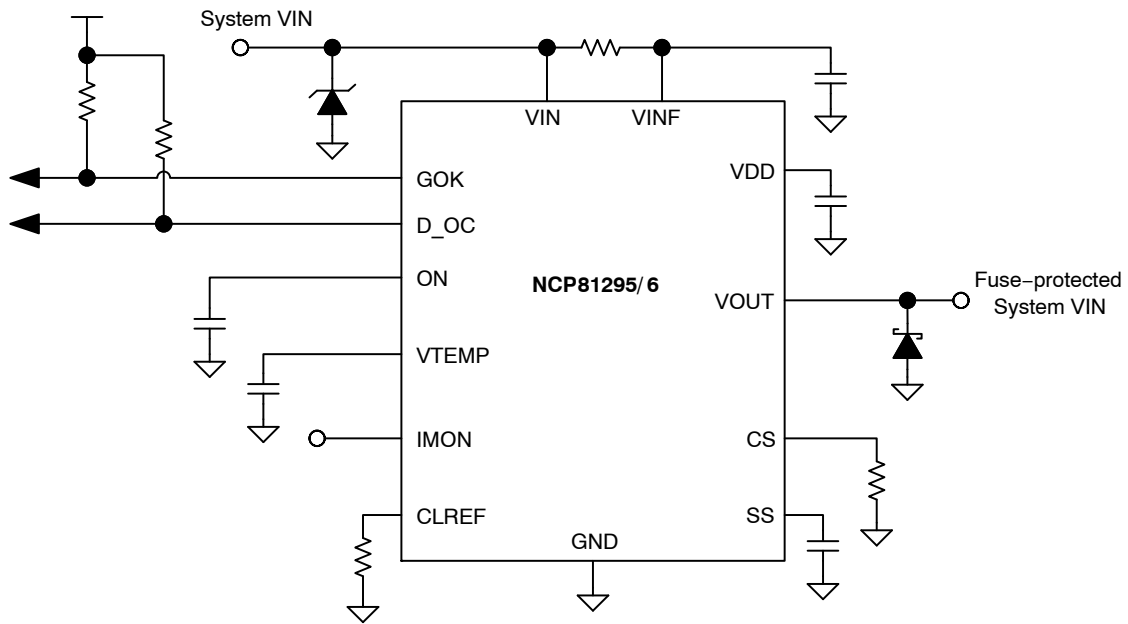 System VIN
VIN
VINF
GOK
D_OC
ON
VTEMP
IMON
CLREF
NCP81295/6
GND
VDD
VOUT
CS
SS
Fuse−protected
System VIN